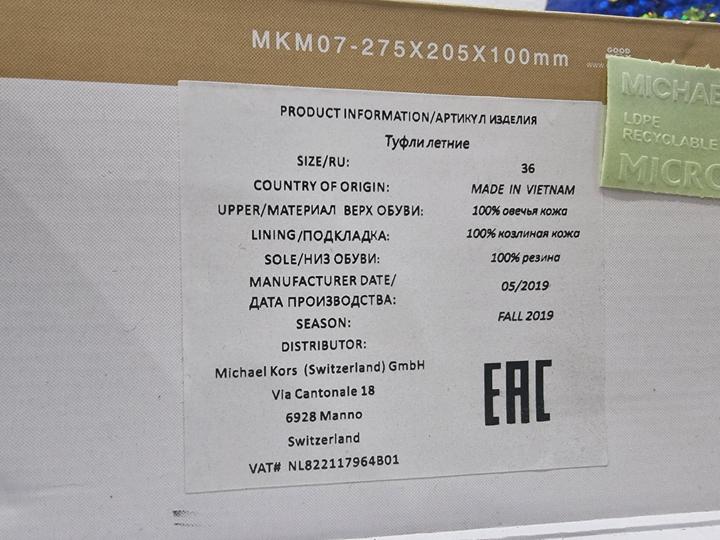 MKM07-275X205X100mm
GOOD
www.
MICHAE
LDPE
RECYCLABLE
MICRO
PRODUCT INFORMATION/АРТИКУЛ ИЗДЕЛИЯ
Туфли летние
SIZE/RU: 36
COUNTRY OF ORIGIN: MADE IN VIETNAM
UPPER/МАТЕРИАЛ ВЕРХ ОБУВИ: 100% овечья кожа
LINING/ПОДКЛАДКА: 100% козлиная кожа
SOLE/НИЗ ОБУВИ: 100% резина
MANUFACTURER DATE/
ДАТА ПРОИЗВОДСТВА: 05/2019
SEASON: FALL 2019
DISTRIBUTOR:
Michael Kors (Switzerland) GmbH
Via Cantonale 18
6928 Manno
Switzerland
VAT# NL822117964B01
EAC